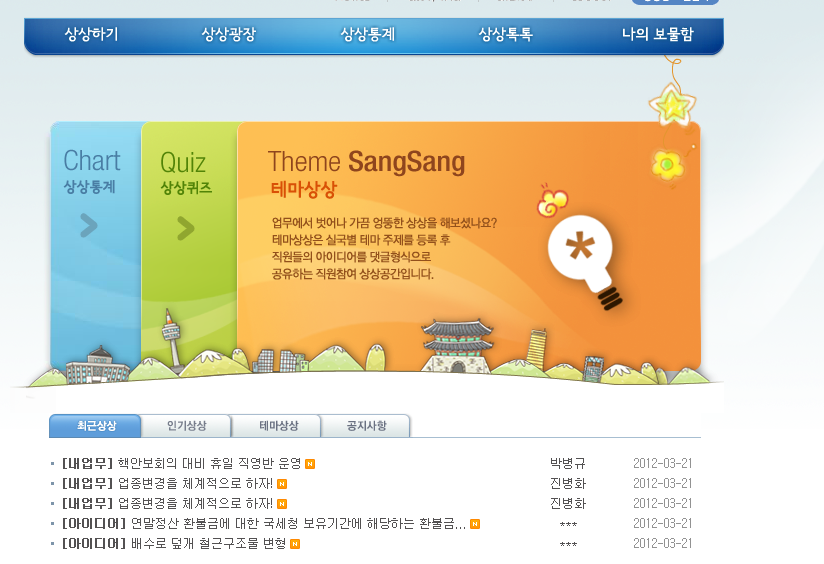 상상하기 상상광장 상상통계 상상톡톡 나의 보물함
Chart
상상통계
Quiz
상상퀴즈
Theme SangSang
테마상상
업무에서 벗어나 가끔 엉뚱한 상상을 해보셨나요?
테마상상은 실국별 테마 주제를 등록 후
직원들의 아이디어를 댓글형식으로
공유하는 직원참여 상상공간입니다.
최근상상 인기상상 테마상상 공지사항
[내업무] 핵안보회의 대비 휴일 직영반 운영 N 박병규 2012-03-21
[내업무] 업종변경을 체계적으로 하자! N 진병화 2012-03-21
[내업무] 업종변경을 체계적으로 하자! N 진병화 2012-03-21
[아이디어] 연말정산 환불금에 대한 국세청 보유기간에 해당하는 환불금... N *** 2012-03-21
[아이디어] 배수로 덮개 철근구조물 변형 N *** 2012-03-21